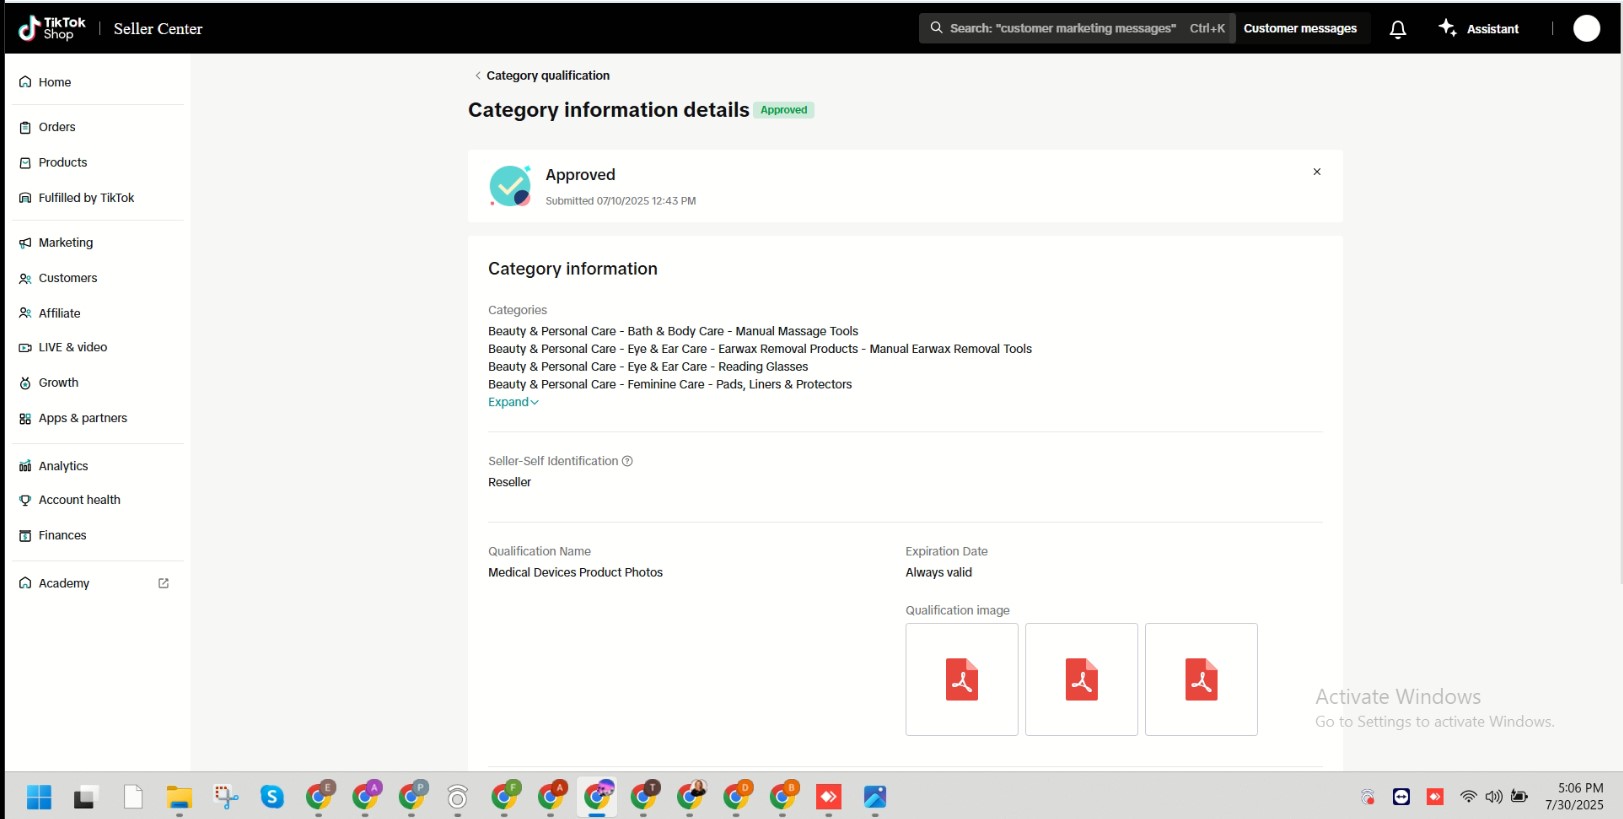 TikTok
Shop
Seller Center
Search: "customer marketing messages" Ctrl+K
Customer messages
Assistant
Home
Orders
Products
Fulfilled by TikTok
Marketing
Customers
Affiliate
LIVE & video
Growth
Apps & partners
Analytics
Account health
Finances
Academy
Category qualification
Category information details Approved
Approved
Submitted 07/10/2025 12:43 PM
Category information
Categories
Beauty & Personal Care - Bath & Body Care - Manual Massage Tools
Beauty & Personal Care - Eye & Ear Care - Earwax Removal Products - Manual Earwax Removal Tools
Beauty & Personal Care - Eye & Ear Care - Reading Glasses
Beauty & Personal Care - Feminine Care - Pads, Liners & Protectors
Expand
Seller-Self Identification
Reseller
Qualification Name
Medical Devices Product Photos
Expiration Date
Always valid
Qualification image
Activate Windows
Go to Settings to activate Windows.
S E A P F A T D B
5:06 PM
7/30/2025